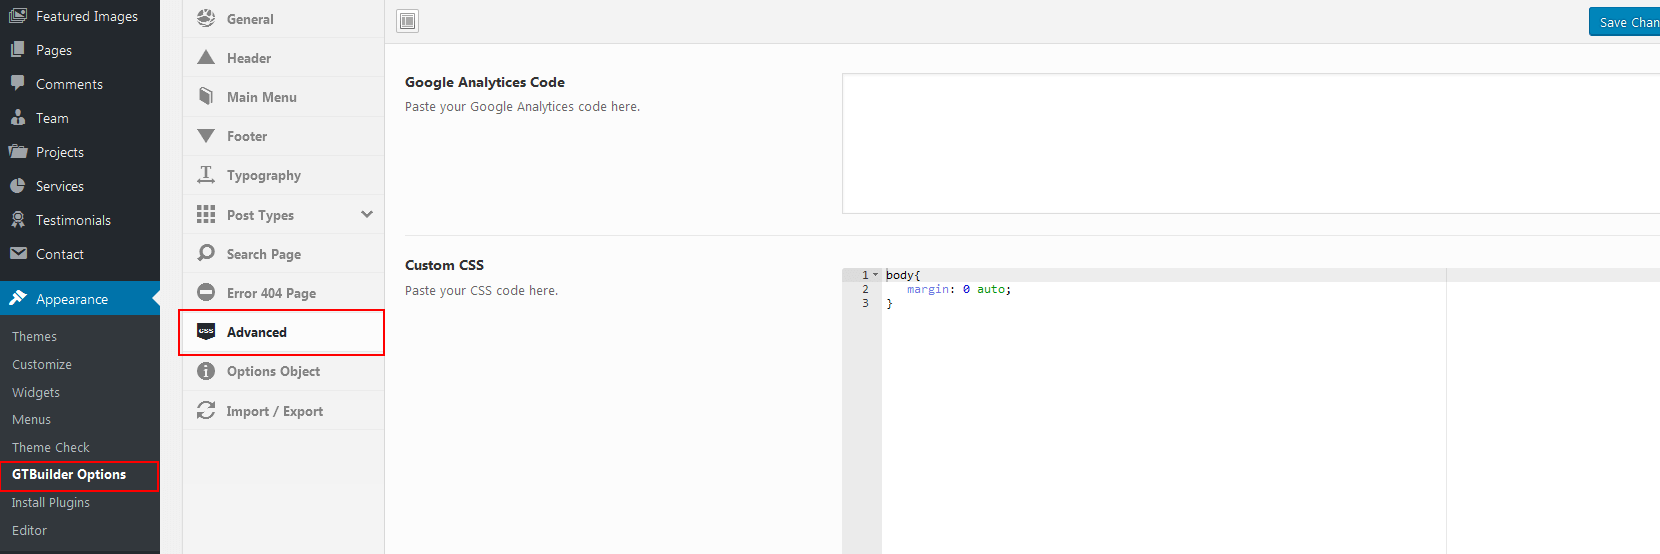 Featured Images
Pages
Comments
Team
Projects
Services
Testimonials
Contact
Appearance
Themes
Customize
Widgets
Menus
Theme Check
GTBuilder Options
Install Plugins
Editor
General
Header
Main Menu
Footer
Typography
Post Types
Search Page
Error 404 Page
CSS
Advanced
Options Object
Import / Export
Save Chan
Google Analytices Code
Paste your Google Analytices code here.
Custom CSS
Paste your CSS code here.
1 body{
2 margin: 0 auto;
3 }